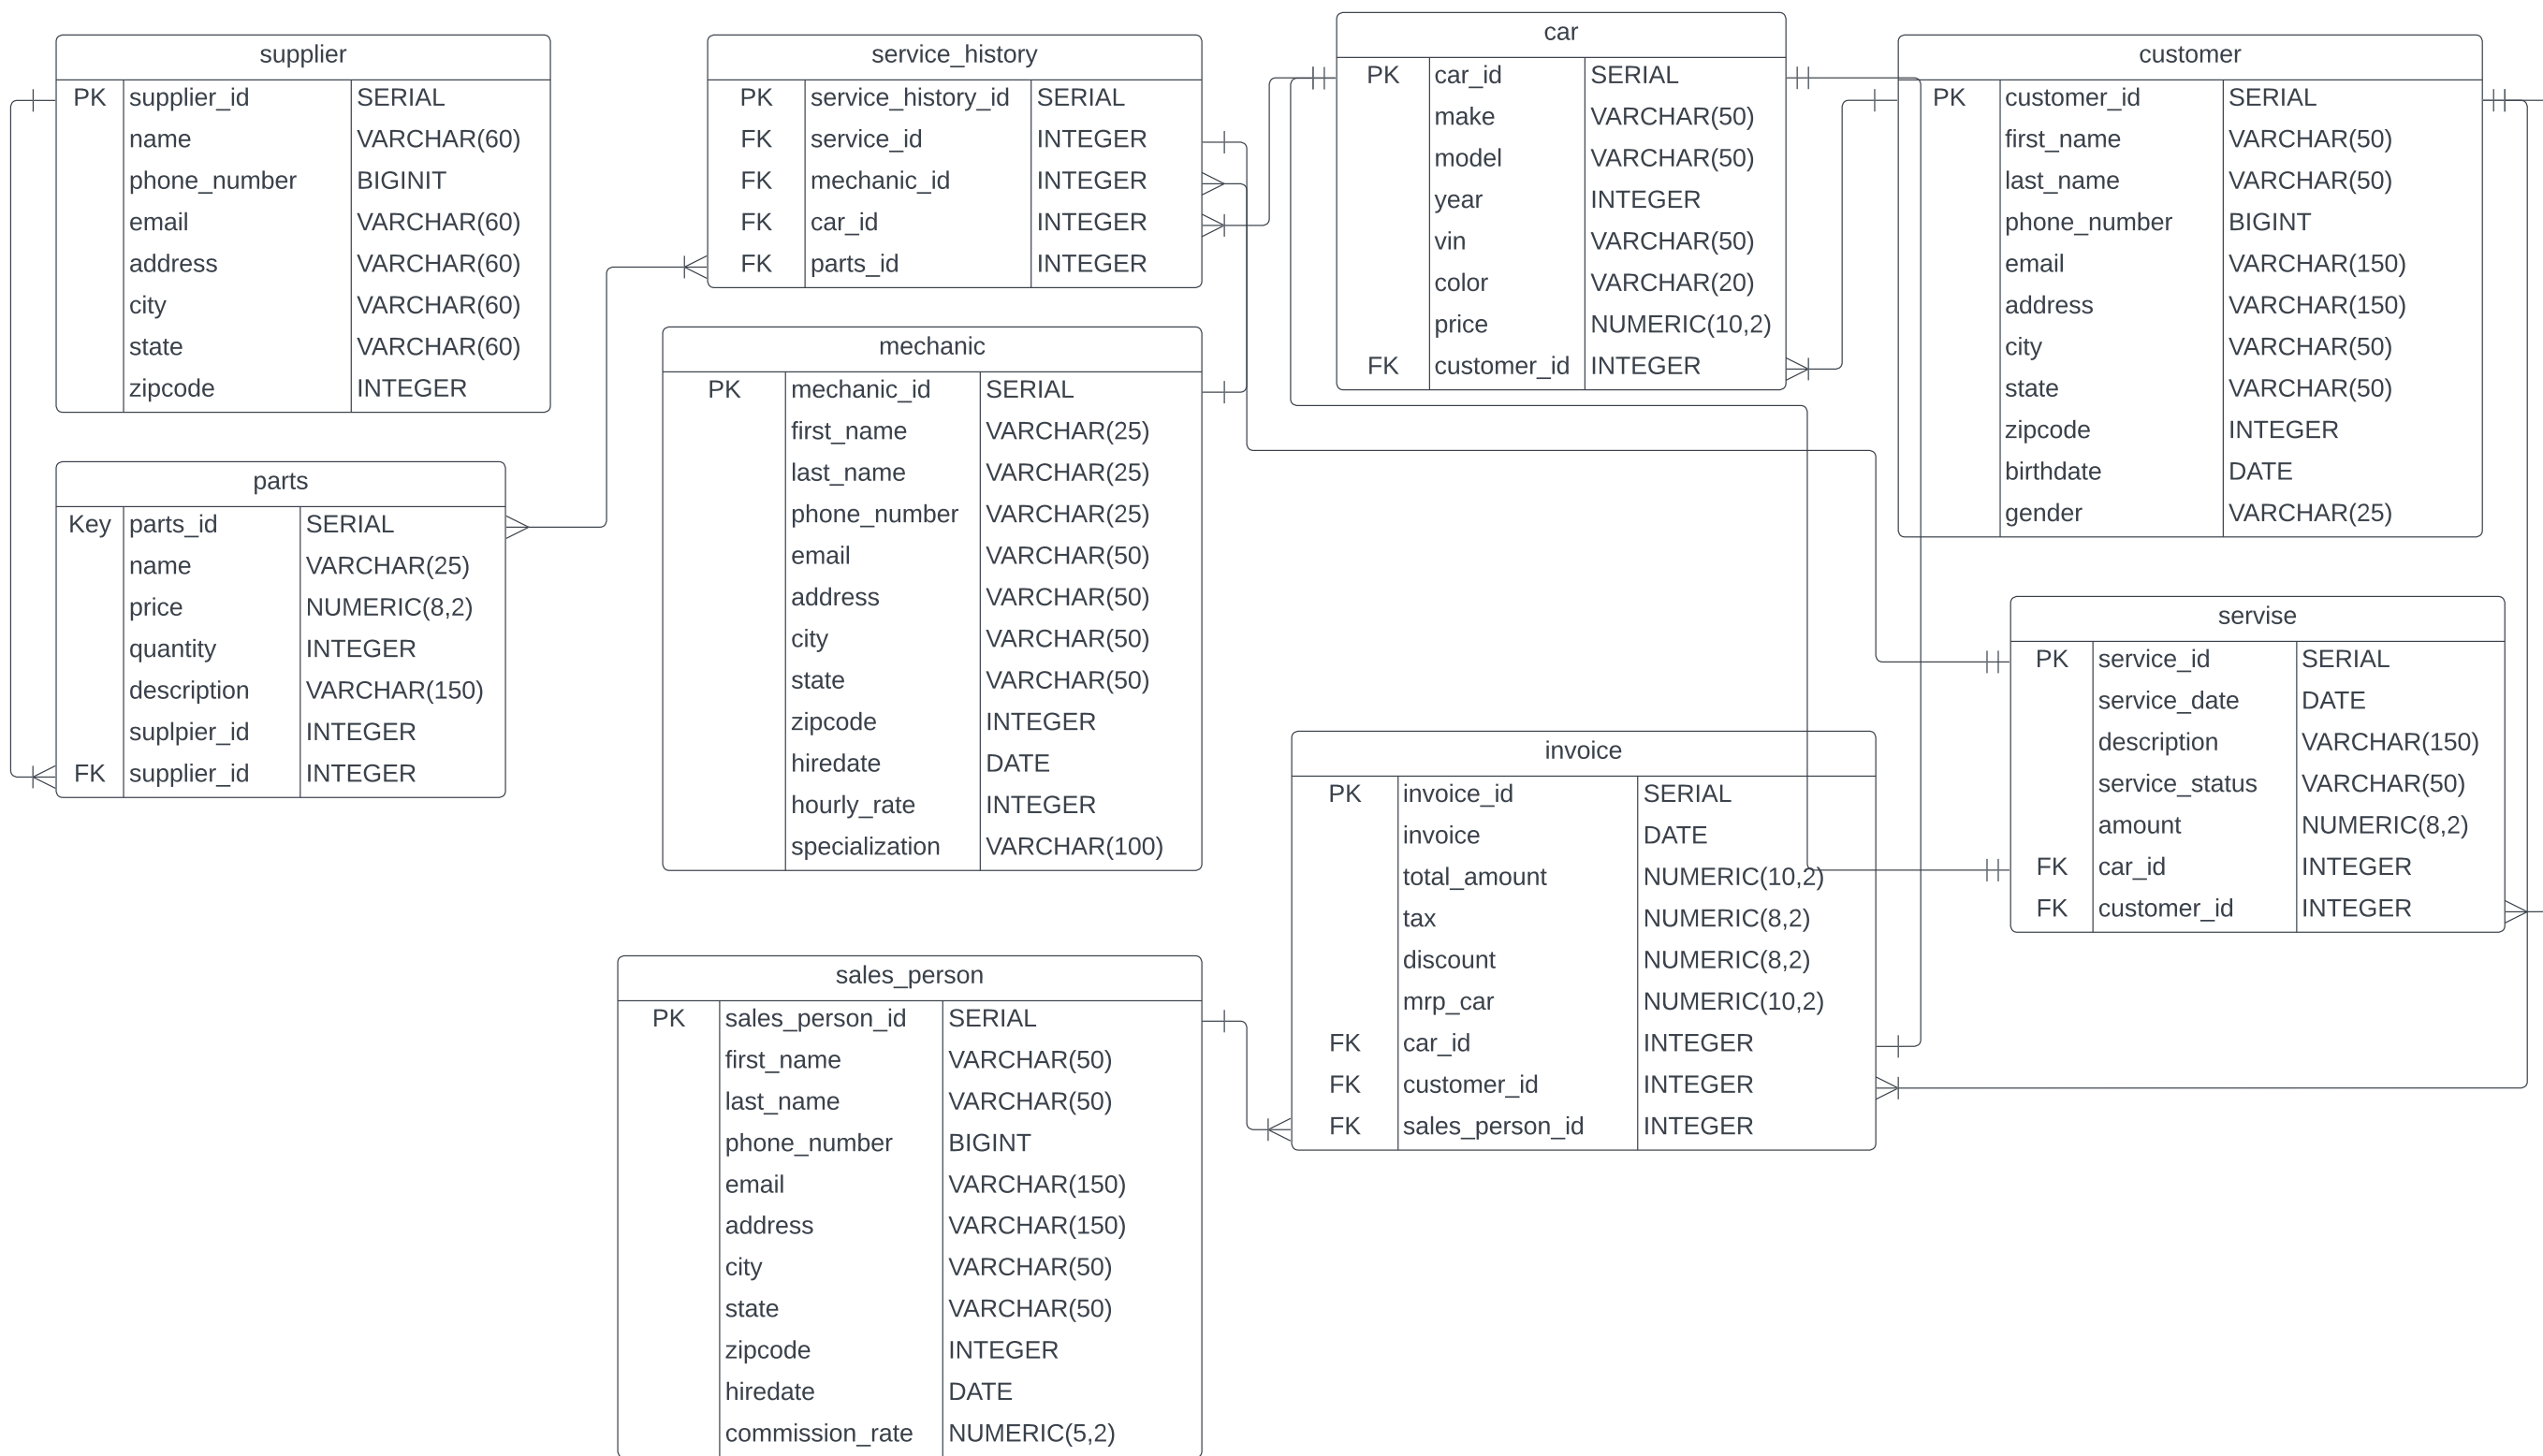 supplier
PK supplier_id SERIAL
name VARCHAR(60)
phone_number BIGINIT
email VARCHAR(60)
address VARCHAR(60)
city VARCHAR(60)
state VARCHAR(60)
zipcode INTEGER
service_history
PK service_history_id SERIAL
FK service_id INTEGER
FK mechanic_id INTEGER
FK car_id INTEGER
FK parts_id INTEGER
car
PK car_id SERIAL
make VARCHAR(50)
model VARCHAR(50)
year INTEGER
vin VARCHAR(50)
color VARCHAR(20)
price NUMERIC(10,2)
FK customer_id INTEGER
customer
PK customer_id SERIAL
first_name VARCHAR(50)
last_name VARCHAR(50)
phone_number BIGINT
email VARCHAR(150)
address VARCHAR(150)
city VARCHAR(50)
state VARCHAR(50)
zipcode INTEGER
birthdate DATE
gender VARCHAR(25)
mechanic
PK mechanic_id SERIAL
first_name VARCHAR(25)
last_name VARCHAR(25)
phone_number VARCHAR(25)
email VARCHAR(50)
address VARCHAR(50)
city VARCHAR(50)
state VARCHAR(50)
zipcode INTEGER
hiredate DATE
hourly_rate INTEGER
specialization VARCHAR(100)
parts
Key parts_id SERIAL
name VARCHAR(25)
price NUMERIC(8,2)
quantity INTEGER
description VARCHAR(150)
suplpier_id INTEGER
FK supplier_id INTEGER
servise
PK service_id SERIAL
service_date DATE
description VARCHAR(150)
service_status VARCHAR(50)
amount NUMERIC(8,2)
FK car_id INTEGER
FK customer_id INTEGER
invoice
PK invoice_id SERIAL
invoice DATE
total_amount NUMERIC(10,2)
tax NUMERIC(8,2)
discount NUMERIC(8,2)
mrp_car NUMERIC(10,2)
FK car_id INTEGER
FK customer_id INTEGER
FK sales_person_id INTEGER
sales_person
PK sales_person_id SERIAL
first_name VARCHAR(50)
last_name VARCHAR(50)
phone_number BIGINT
email VARCHAR(150)
address VARCHAR(150)
city VARCHAR(50)
state VARCHAR(50)
zipcode INTEGER
hiredate DATE
commission_rate NUMERIC(5,2)